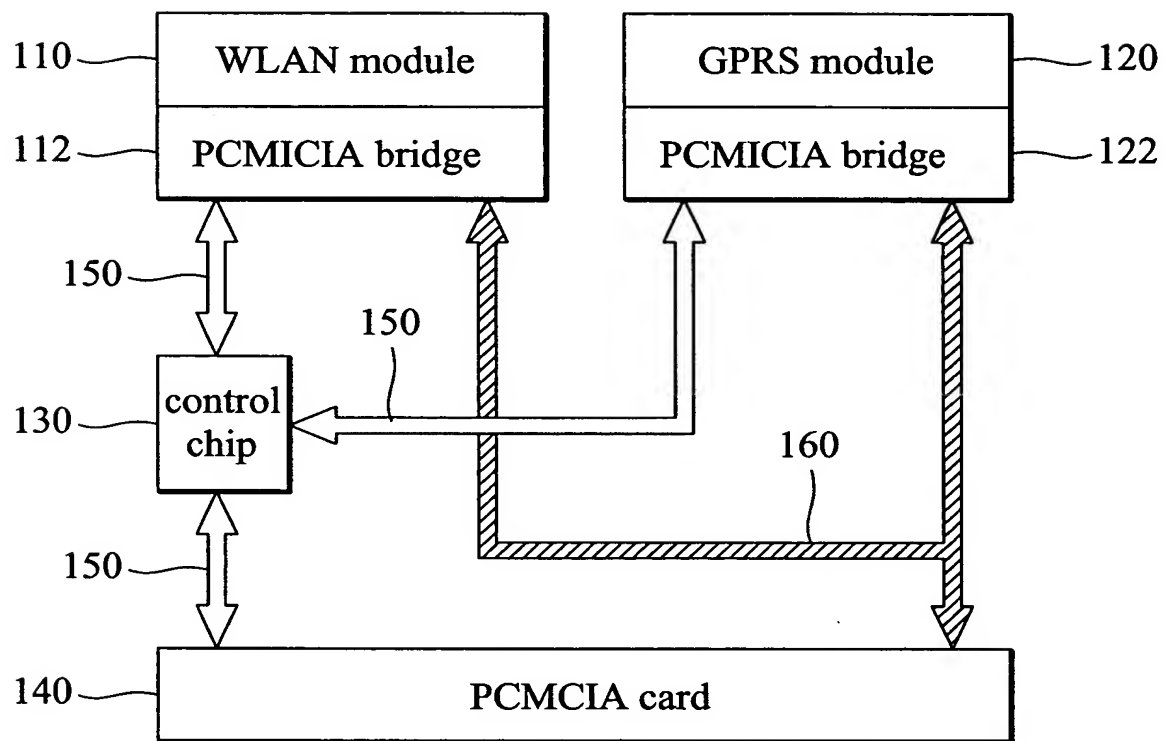 110 WLAN module GPRS module 120
112 PCMICIA bridge PCMICIA bridge 122
150
150
130 control
chip
160
150
140 PCMCIA card